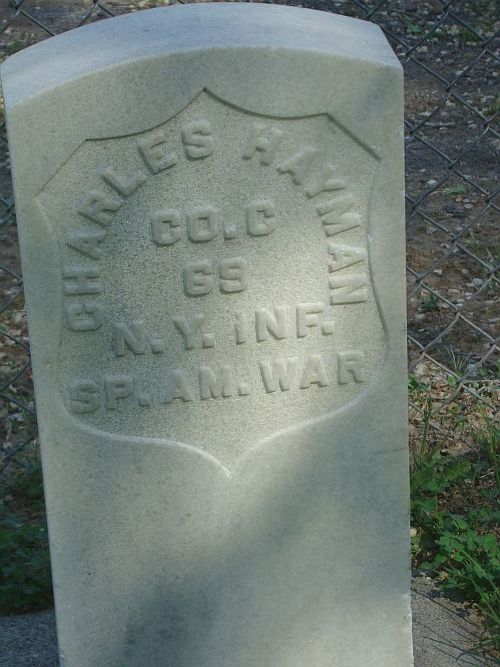 CHARLES HAYMAN
CO. C
69
N.Y. INF.
SP. AM. WAR